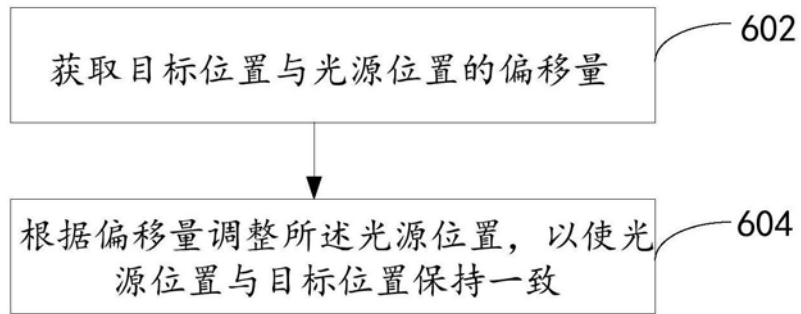 获取目标位置与光源位置的偏移量
602
根据偏移量调整所述光源位置，以使光
源位置与目标位置保持一致
604